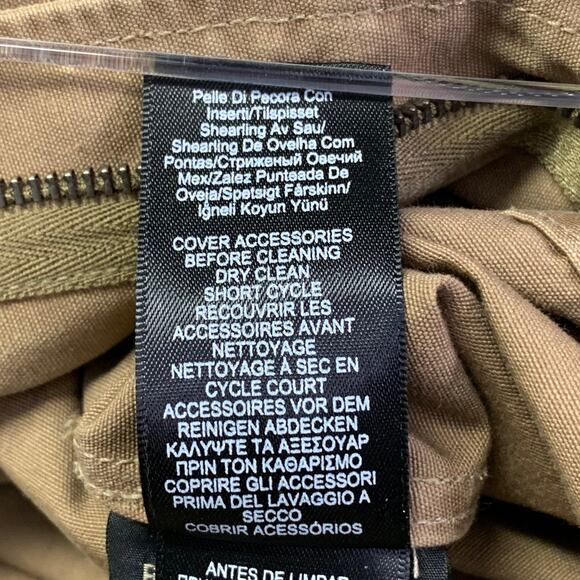 Pelle Di Pecora Con
Inserti/Tilspisset
Shearling Av Sau/
Shearling De Ovelha Com
Pontas/Стриженый Овечий
Мех/Zalez Punteada De
Oveja/Spetsigt Fårskinn/
Iğneli Koyun Yünü
COVER ACCESSORIES
BEFORE CLEANING
DRY CLEAN
SHORT CYCLE
RECOUVRIR LES
ACCESSOIRES AVANT
NETTOYAGE
NETTOYAGE À SEC EN
CYCLE COURT
ACCESSOIRES VOR DEM
REINIGEN ABDECKEN
ΚΑΛΥΨΤΕ ΤΑ ΑΞΕΣΟΥΑΡ
ΠΡΙΝ ΤΟΝ ΚΑΘΑΡΙΣΜΟ
COPRIRE GLI ACCESSORI
PRIMA DEL LAVAGGIO A
SECCO
COBRIR ACESSÓRIOS
ANTES DE LIMPAR